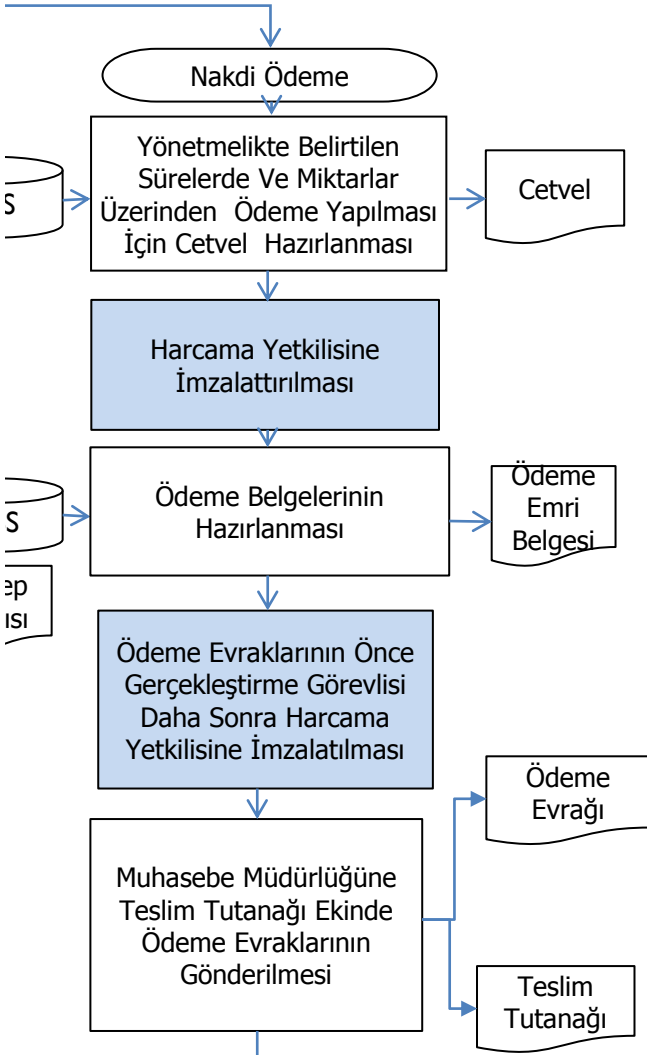 Nakdi Ödeme
Yönetmelikte Belirtilen
Sürelerde Ve Miktarlar
Üzerinden Ödeme Yapılması
İçin Cetvel Hazırlanması
S
Cetvel
Harcama Yetkilisine
İmzalattırılması
Ödeme Belgelerinin
Hazırlanması
S
Ödeme
Emri
Belgesi
ep
ısı
Ödeme Evraklarının Önce
Gerçekleştirme Görevlisi
Daha Sonra Harcama
Yetkilisine İmzalatılması
Ödeme
Evrağı
Muhasebe Müdürlüğüne
Teslim Tutanağı Ekinde
Ödeme Evraklarının
Gönderilmesi
Teslim
Tutanağı